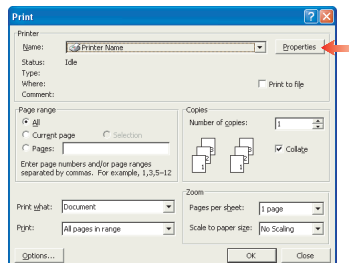 Print
Printer
Name: Printer Name Properties
Status: Idle
Type:
Where: Print to file
Comment:
Page range
All
Current page Selection
Pages:
Enter page numbers and/or page ranges
separated by commas. For example, 1,3,5–12
Copies
Number of copies: 1
Collate
Print what: Document
Print: All pages in range
Zoom
Pages per sheet: 1 page
Scale to paper size: No Scaling
Options... OK Close